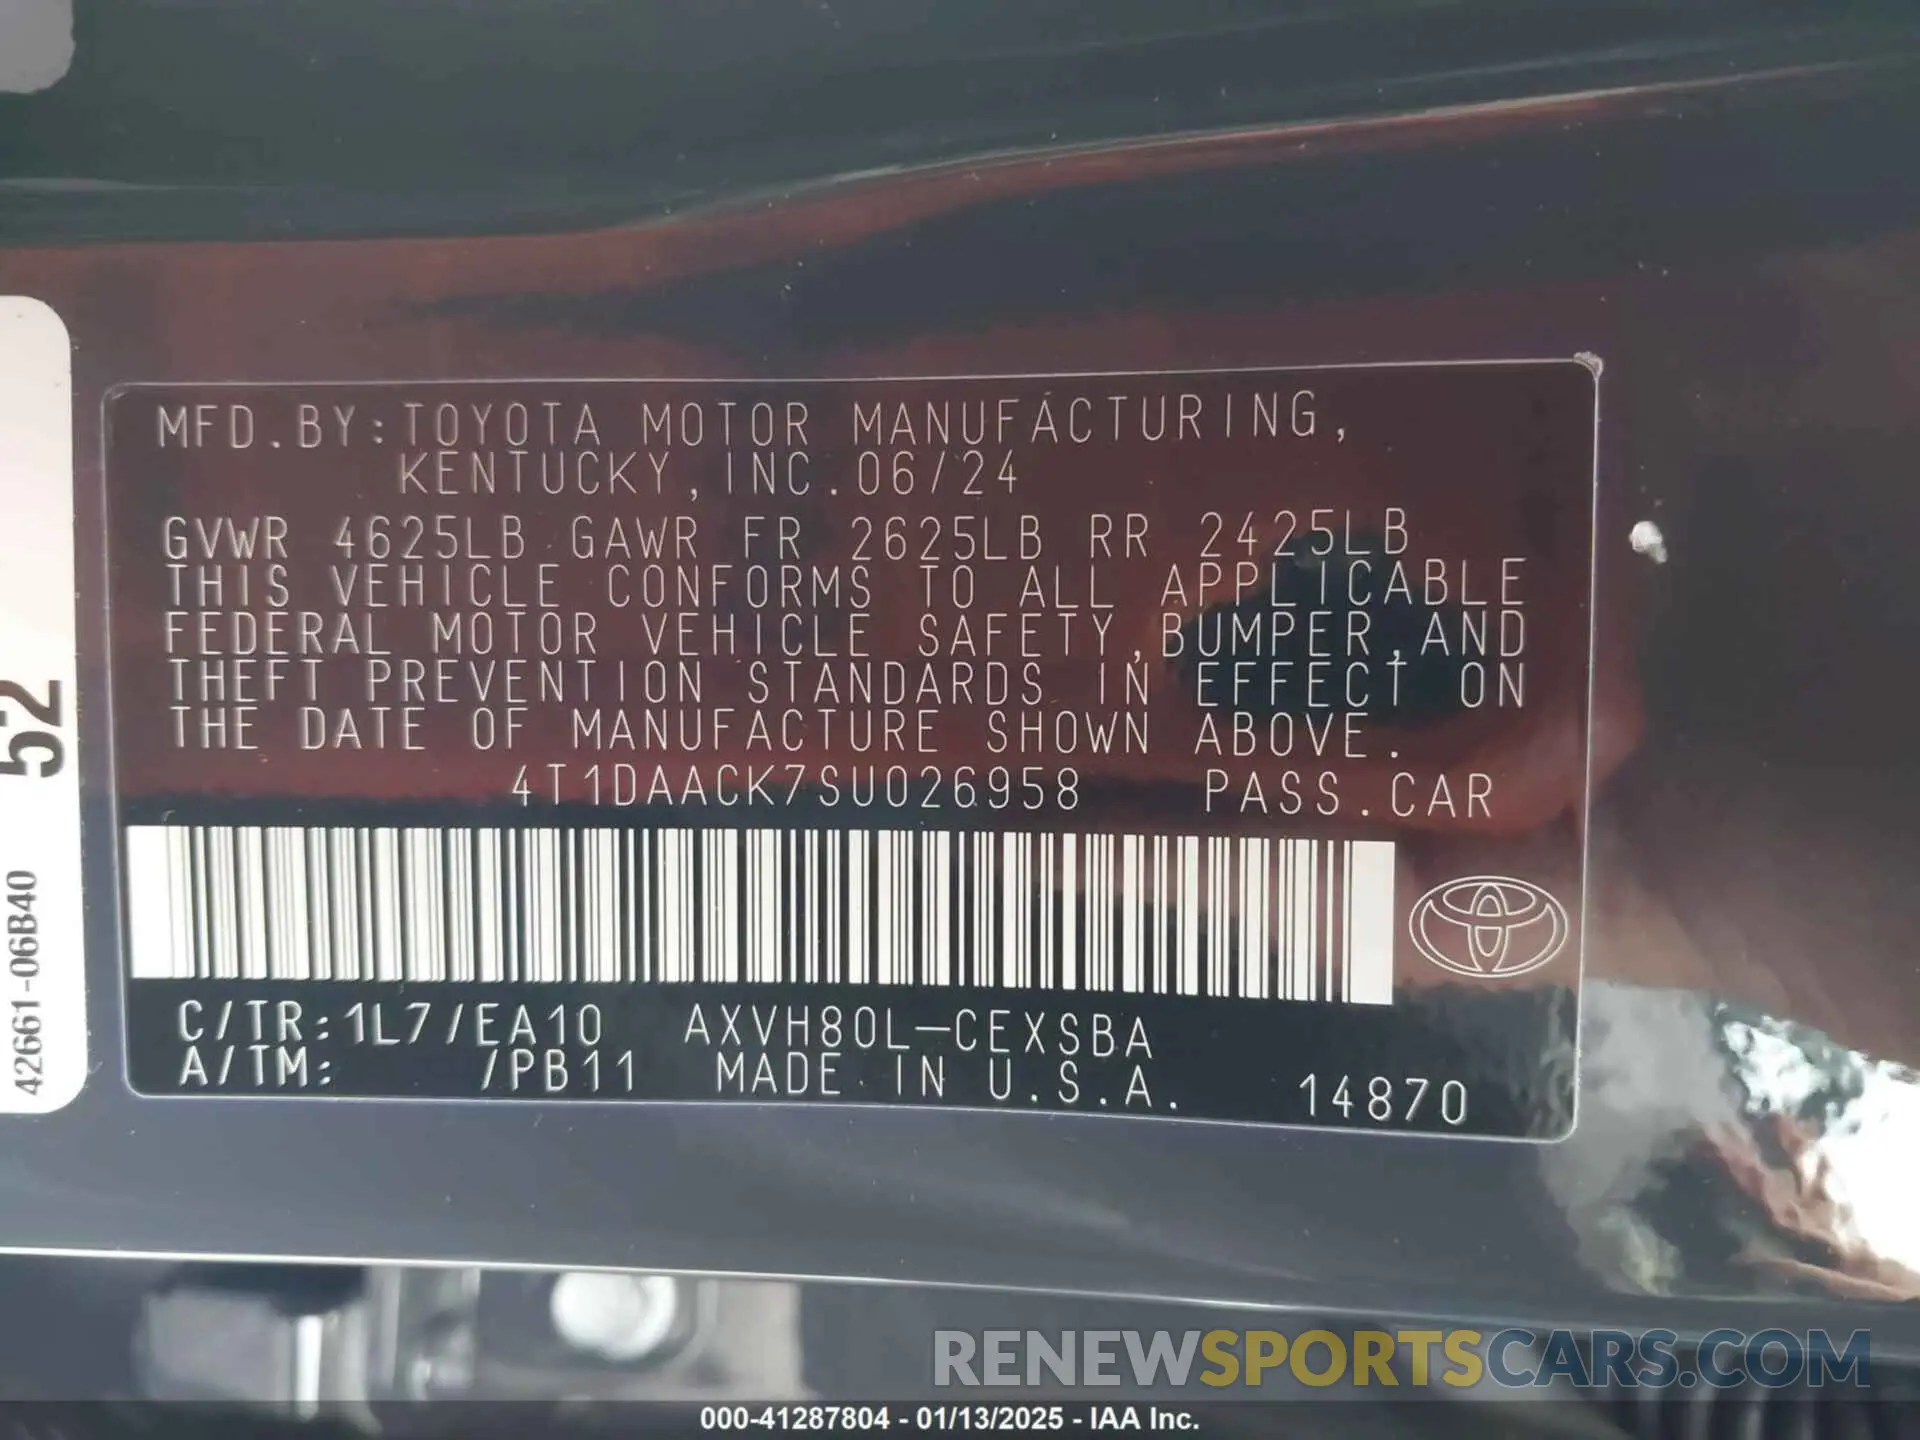 MFD.BY:TOYOTA MOTOR MANUFACTURING,
KENTUCKY,INC.06/24
GVWR 4625LB GAWR FR 2625LB RR 2425LB
THIS VEHICLE CONFORMS TO ALL APPLICABLE
FEDERAL MOTOR VEHICLE SAFETY,BUMPER,AND
THEFT PREVENTION STANDARDS IN EFFECT ON
THE DATE OF MANUFACTURE SHOWN ABOVE.
4T1DAACK7SU026958 PASS.CAR
C/TR:1L7/EA10 AXVH80L-CEXSBA
A/TM: /PB11 MADE IN U.S.A. 14870
52
42661-06B40
RENEWSPORTSCARS.COM
000-41287804 - 01/13/2025 - IAA Inc.